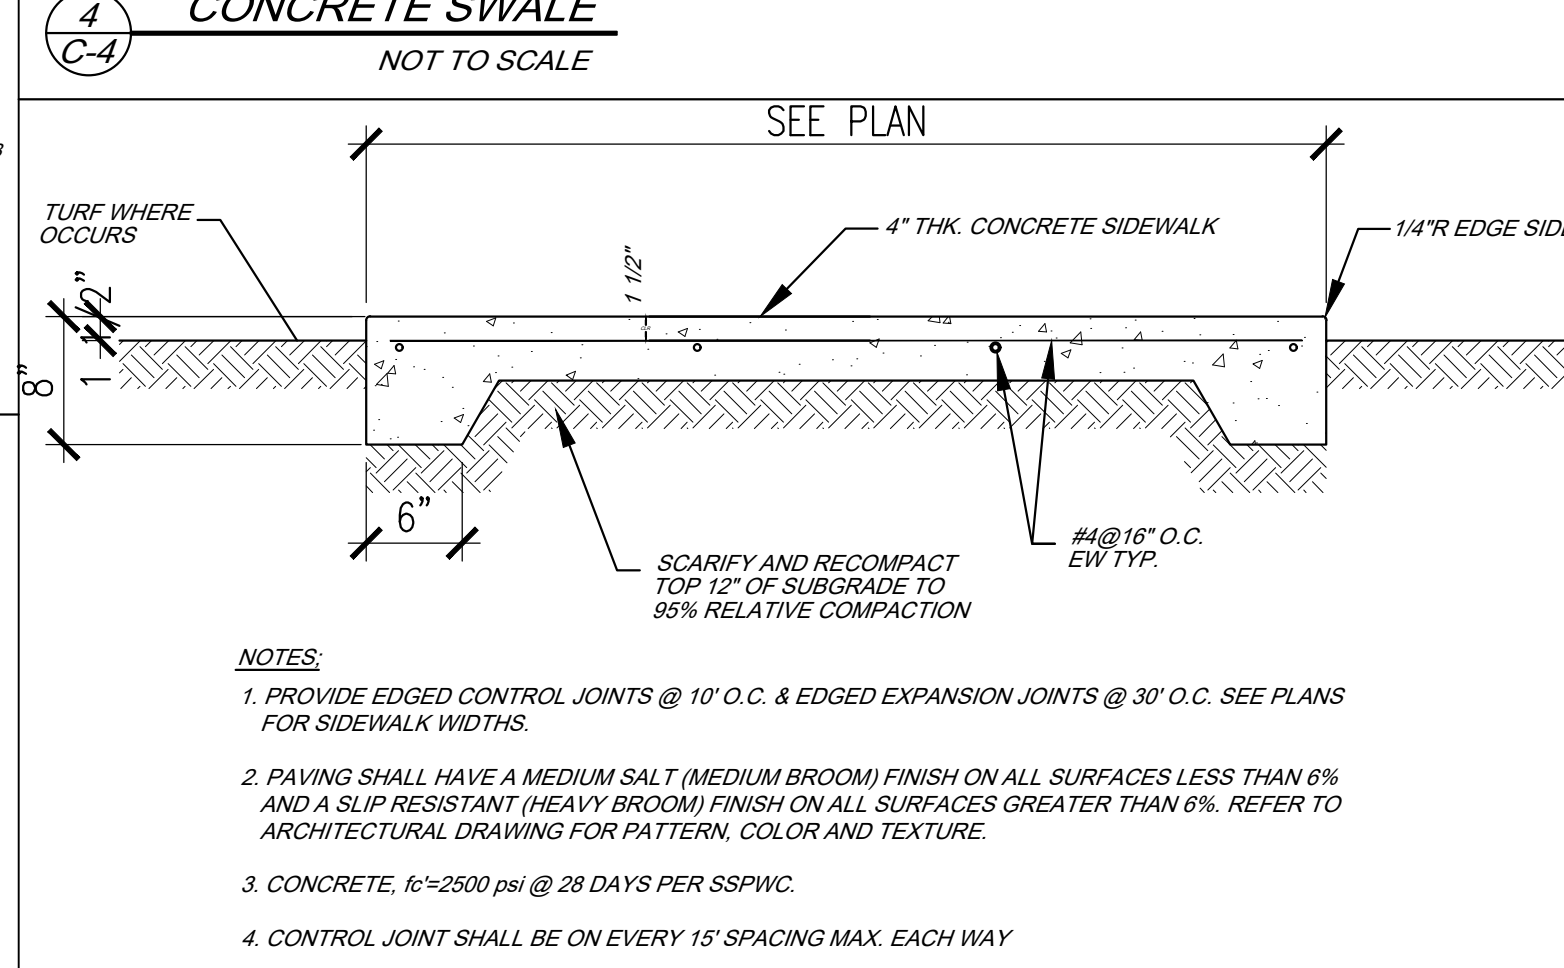 4
C-4
CONCRETE SWALE
NOT TO SCALE
SEE PLAN
TURF WHERE
OCCURS
4" THK. CONCRETE SIDEWALK
1/4"R EDGE
1 1/2"
1 1/2"
8"
6"
SCARIFY AND RECOMPACT
TOP 12" OF SUBGRADE TO
95% RELATIVE COMPACTION
#4@16" O.C.
EW TYP.
NOTES;
1. PROVIDE EDGED CONTROL JOINTS @ 10' O.C. & EDGED EXPANSION JOINTS @ 30' O.C. SEE PLANS
FOR SIDEWALK WIDTHS.
2. PAVING SHALL HAVE A MEDIUM SALT (MEDIUM BROOM) FINISH ON ALL SURFACES LESS THAN 6%
AND A SLIP RESISTANT (HEAVY BROOM) FINISH ON ALL SURFACES GREATER THAN 6%. REFER TO
ARCHITECTURAL DRAWING FOR PATTERN, COLOR AND TEXTURE.
3. CONCRETE, fc'=2500 psi @ 28 DAYS PER SSPWC.
4. CONTROL JOINT SHALL BE ON EVERY 15' SPACING MAX. EACH WAY